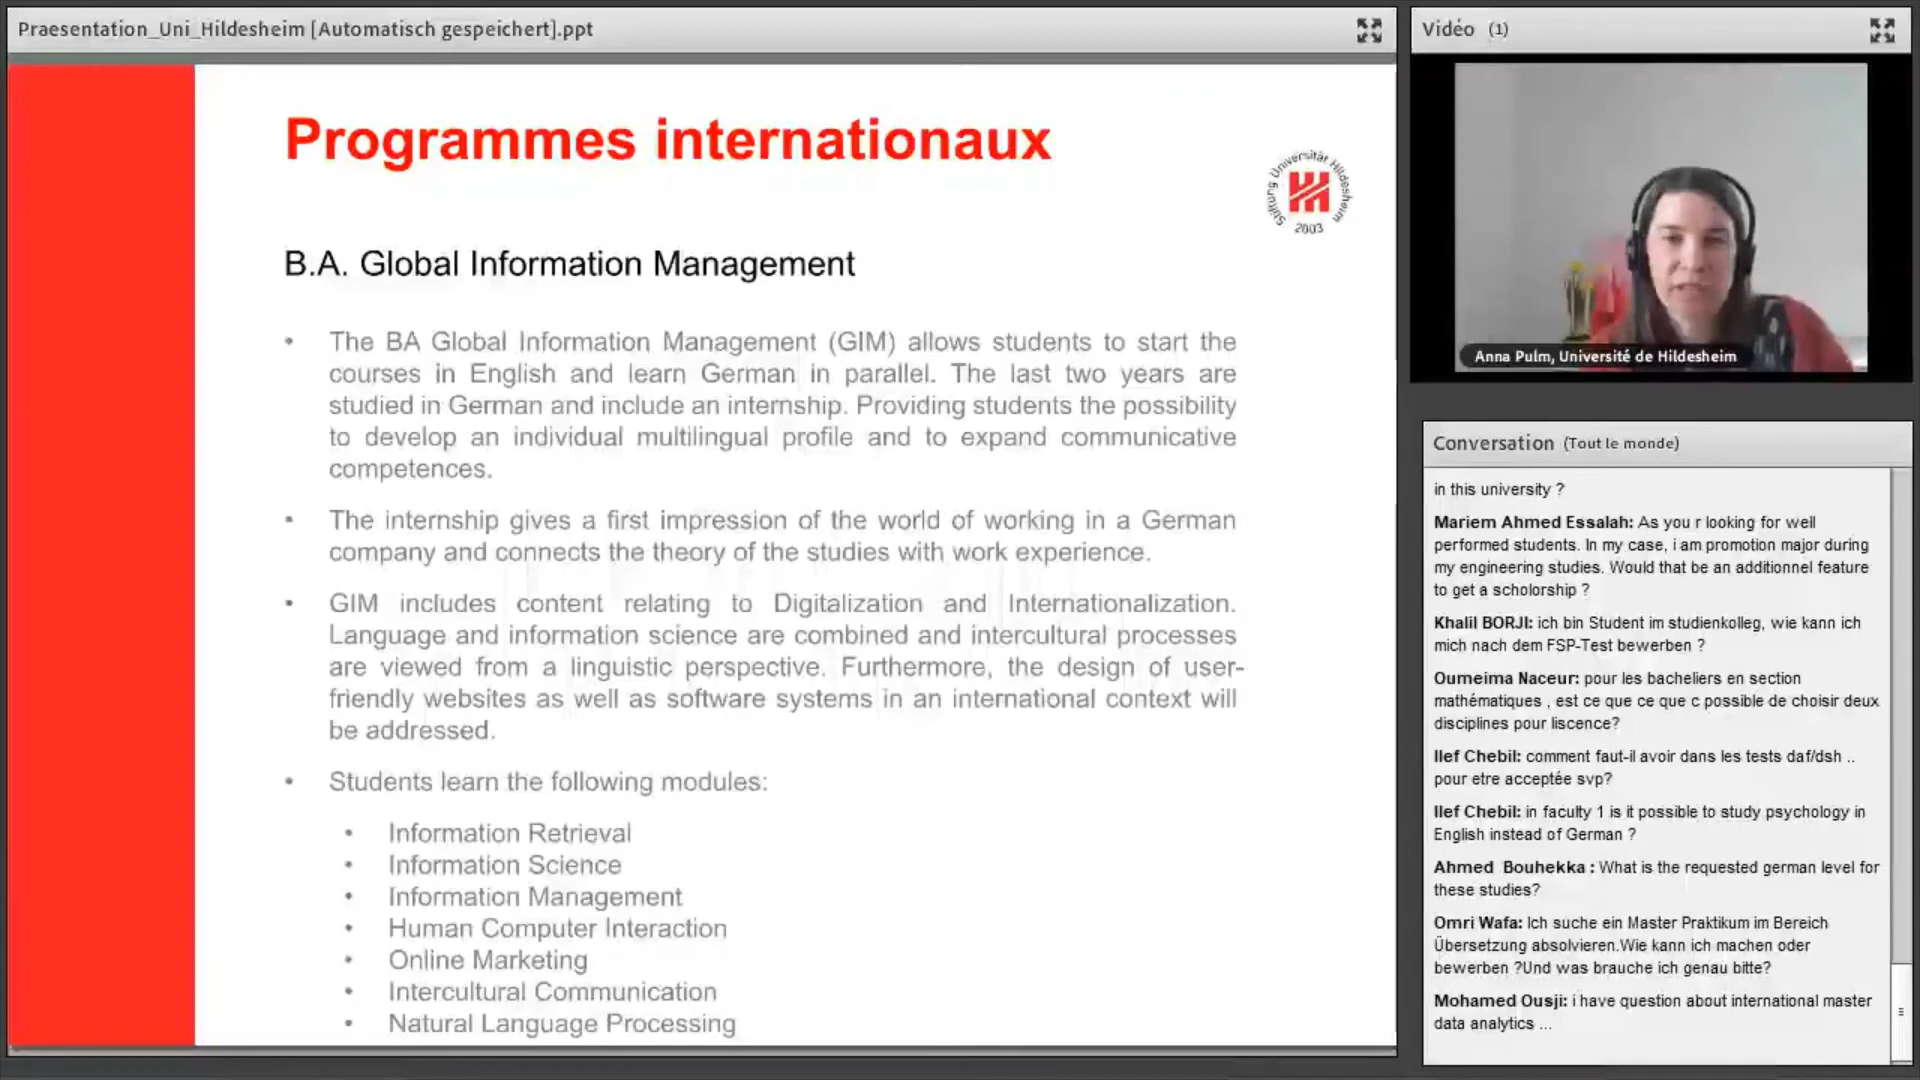 Praesentation_Uni_Hildesheim [Automatisch gespeichert].ppt
Programmes internationaux
Stiftung Universität Hildesheim
2003
B.A. Global Information Management
• The BA Global Information Management (GIM) allows students to start the
courses in English and learn German in parallel. The last two years are
studied in German and include an internship. Providing students the possibility
to develop an individual multilingual profile and to expand communicative
competences.
• The internship gives a first impression of the world of working in a German
company and connects the theory of the studies with work experience.
• GIM includes content relating to Digitalization and Internationalization.
Language and information science are combined and intercultural processes
are viewed from a linguistic perspective. Furthermore, the design of user-
friendly websites as well as software systems in an international context will
be addressed.
• Students learn the following modules:
• Information Retrieval
• Information Science
• Information Management
• Human Computer Interaction
• Online Marketing
• Intercultural Communication
• Natural Language Processing
Vidéo (1)
Anna Pulm, Université de Hildesheim
Conversation (Tout le monde)
in this university ?
Mariem Ahmed Essalah: As you r looking for well
performed students. In my case, i am promotion major during
my engineering studies. Would that be an additionnel feature
to get a scholorship ?
Khalil BORJI: ich bin Student im studienkolleg, wie kann ich
mich nach dem FSP-Test bewerben ?
Oumeima Naceur: pour les bacheliers en section
mathématiques , est ce que ce que c possible de choisir deux
disciplines pour liscence?
Ilef Chebil: comment faut-il avoir dans les tests daf/dsh ..
pour etre acceptée svp?
Ilef Chebil: in faculty 1 is it possible to study psychology in
English instead of German ?
Ahmed Bouhekka : What is the requested german level for
these studies?
Omri Wafa: Ich suche ein Master Praktikum im Bereich
Übersetzung absolvieren.Wie kann ich machen oder
bewerben ?Und was brauche ich genau bitte?
Mohamed Ousji: i have question about international master
data analytics ...